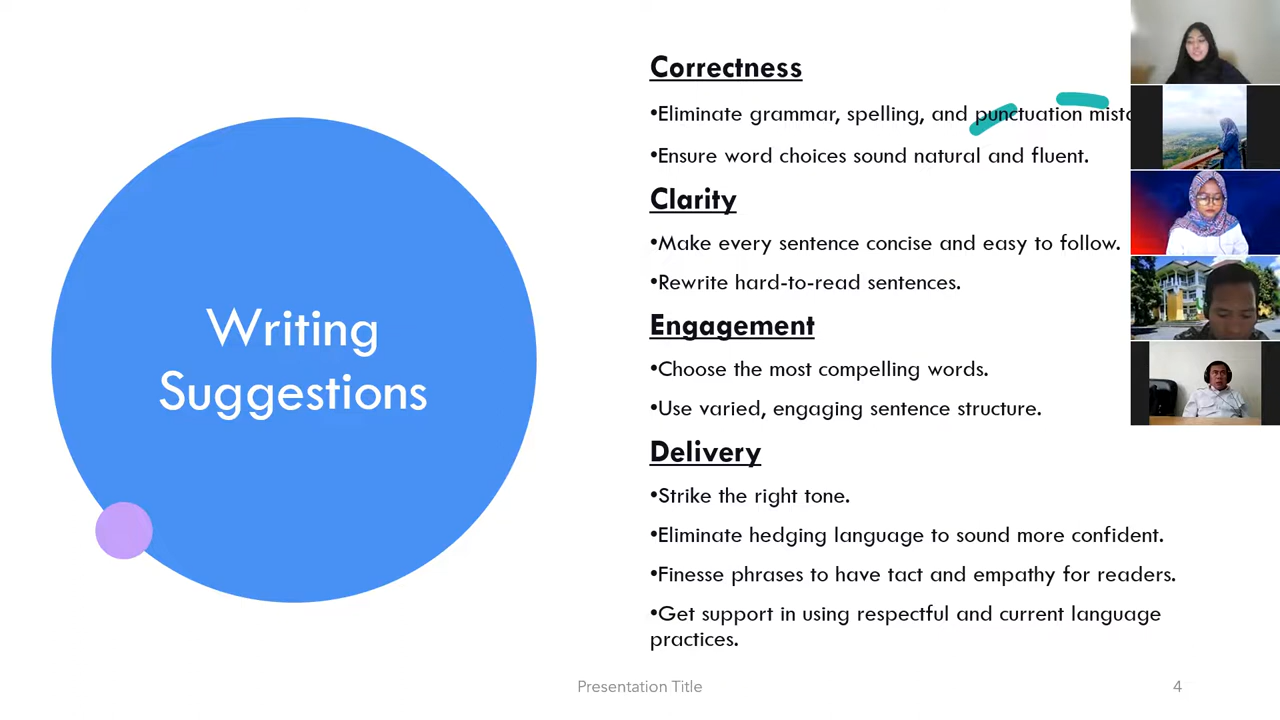 Writing
Suggestions
Correctness
•Eliminate grammar, spelling, and punctuation
•Ensure word choices sound natural and fluent.
Clarity
•Make every sentence concise and easy to follow.
•Rewrite hard-to-read sentences.
Engagement
•Choose the most compelling words.
•Use varied, engaging sentence structure.
Delivery
•Strike the right tone.
•Eliminate hedging language to sound more confident.
•Finesse phrases to have tact and empathy for readers.
•Get support in using respectful and current language
practices.
Presentation Title
4